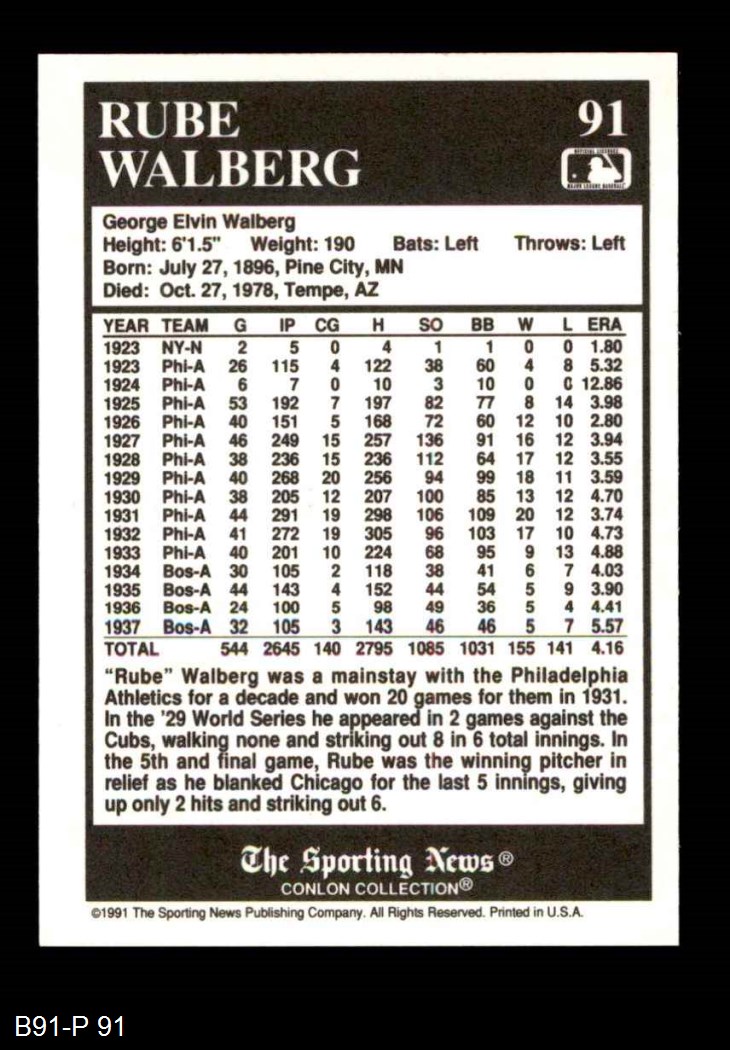 RUBE 91
WALBERG
OFFICIAL LICENSEE
MAJOR LEAGUE BASEBALL
George Elvin Walberg
Height: 6'1.5" Weight: 190 Bats: Left Throws: Left
Born: July 27, 1896, Pine City, MN
Died: Oct. 27, 1978, Tempe, AZ
YEAR TEAM G IP CG H SO BB W L ERA
1923 NY-N 2 5 0 4 1 1 0 0 1.80
1923 Phi-A 26 115 4 122 38 60 4 8 5.32
1924 Phi-A 6 7 0 10 3 10 0 0 12.86
1925 Phi-A 53 192 7 197 82 77 8 14 3.98
1926 Phi-A 40 151 5 168 72 60 12 10 2.80
1927 Phi-A 46 249 15 257 136 91 16 12 3.94
1928 Phi-A 38 236 15 236 112 64 17 12 3.55
1929 Phi-A 40 268 20 256 94 99 18 11 3.59
1930 Phi-A 38 205 12 207 100 85 13 12 4.70
1931 Phi-A 44 291 19 298 106 109 20 12 3.74
1932 Phi-A 41 272 19 305 96 103 17 10 4.73
1933 Phi-A 40 201 10 224 68 95 9 13 4.88
1934 Bos-A 30 105 2 118 38 41 6 7 4.03
1935 Bos-A 44 143 4 152 44 54 5 9 3.90
1936 Bos-A 24 100 5 98 49 36 5 4 4.41
1937 Bos-A 32 105 3 143 46 46 5 7 5.57
TOTAL 544 2645 140 2795 1085 1031 155 141 4.16
"Rube" Walberg was a mainstay with the Philadelphia
Athletics for a decade and won 20 games for them in 1931.
In the '29 World Series he appeared in 2 games against the
Cubs, walking none and striking out 8 in 6 total innings. In
the 5th and final game, Rube was the winning pitcher in
relief as he blanked Chicago for the last 5 innings, giving
up only 2 hits and striking out 6.
The Sporting News®
CONLON COLLECTION®
©1991 The Sporting News Publishing Company. All Rights Reserved. Printed in U.S.A.
B91-P 91